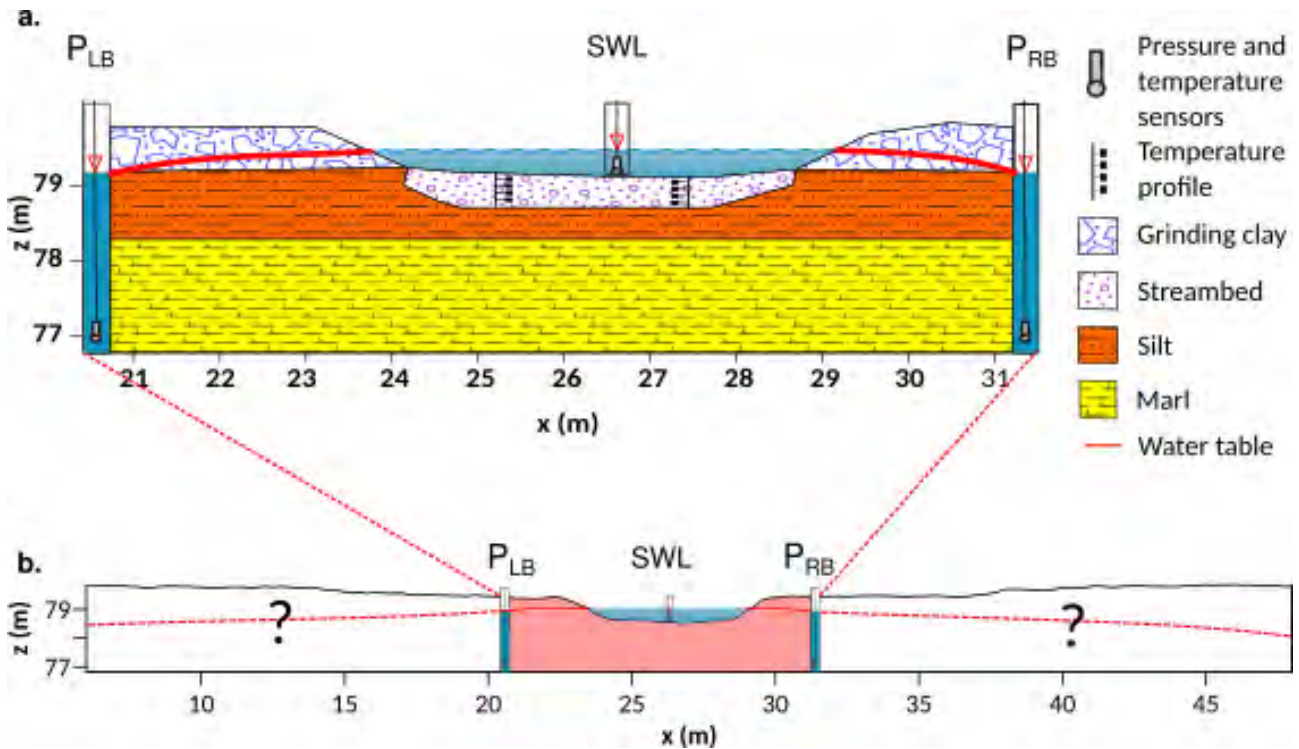 a.
P_LB
SWL
P_RB
Pressure and
temperature
sensors
Temperature
profile
Grinding clay
Streambed
Silt
Marl
Water table
z (m)
79
78
77
21 22 23 24 25 26 27 28 29 30 31
x (m)
b.
P_LB
SWL
P_RB
z (m)
79
77
? ?
10 15 20 25 30 35 40 45
x (m)